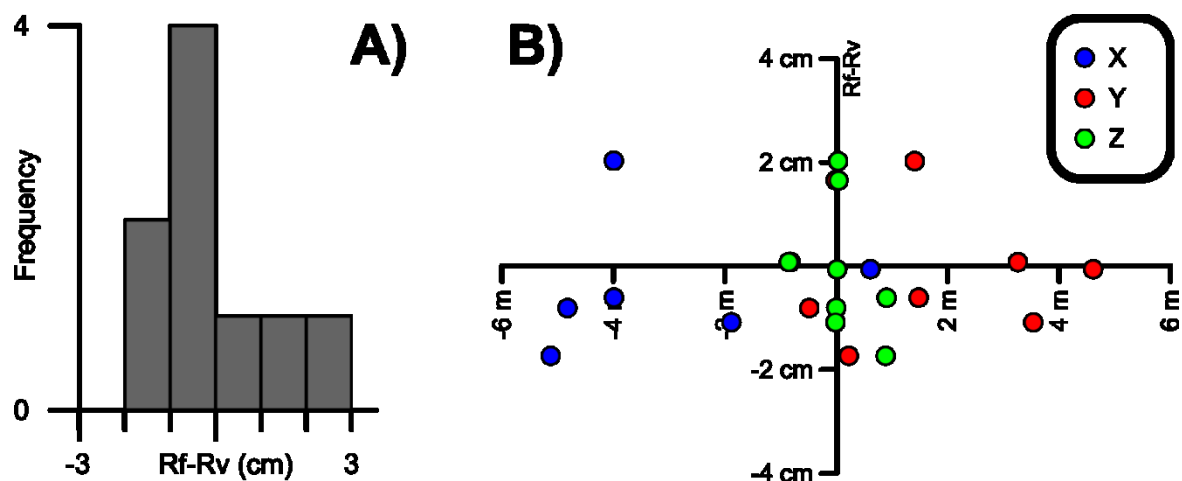 A)
4
Frequency
0
-3
Rf-Rv (cm)
3
B)
4 cm
Rf-Rv
2 cm
-6 m
-4 m
-2 m
2 m
4 m
6 m
-2 cm
-4 cm
X
Y
Z